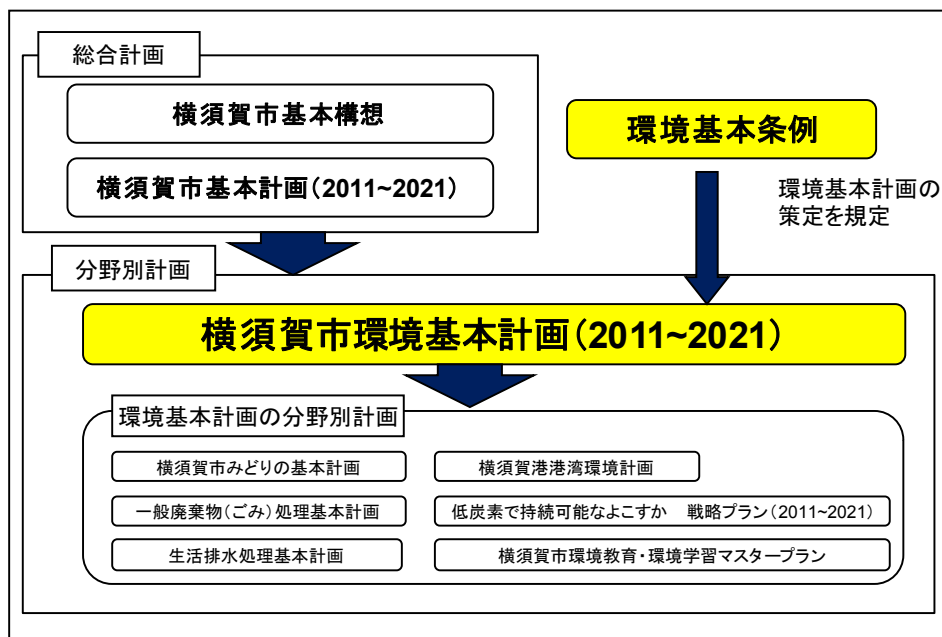 総合計画
横須賀市基本構想
横須賀市基本計画(2011~2021)
環境基本条例
環境基本計画の
策定を規定
分野別計画
横須賀市環境基本計画(2011~2021)
環境基本計画の分野別計画
横須賀市みどりの基本計画
横須賀港港湾環境計画
一般廃棄物(ごみ)処理基本計画
低炭素で持続可能なよこすか 戦略プラン(2011~2021)
生活排水処理基本計画
横須賀市環境教育・環境学習マスタープラン